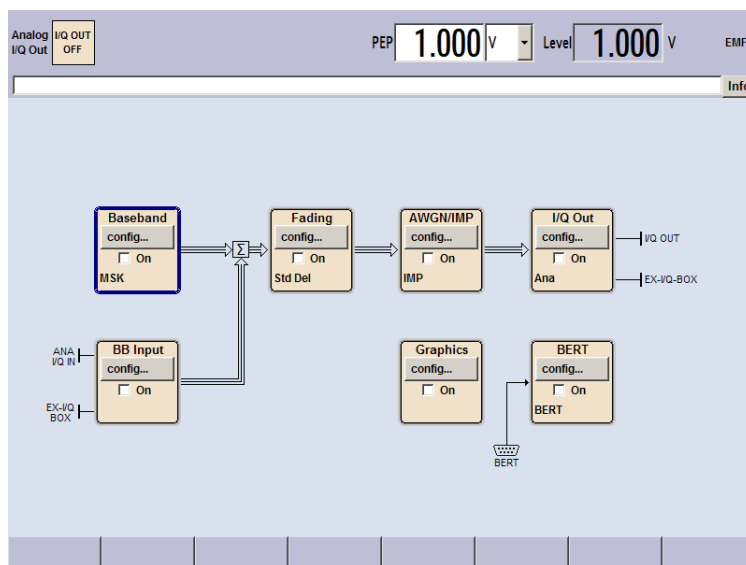 Analog I/Q OUT
I/Q Out OFF
PEP 1.000 V Level 1.000 V EMF
Info
Baseband
config...
On
MSK
Σ
Fading
config...
On
Std Del
AWGN/IMP
config...
On
IMP
I/Q Out
config...
On
Ana
I/Q OUT
EX-I/Q-BOX
ANA
I/Q IN
EX-I/Q
BOX
BB Input
config...
On
Graphics
config...
On
BERT
config...
On
BERT
BERT